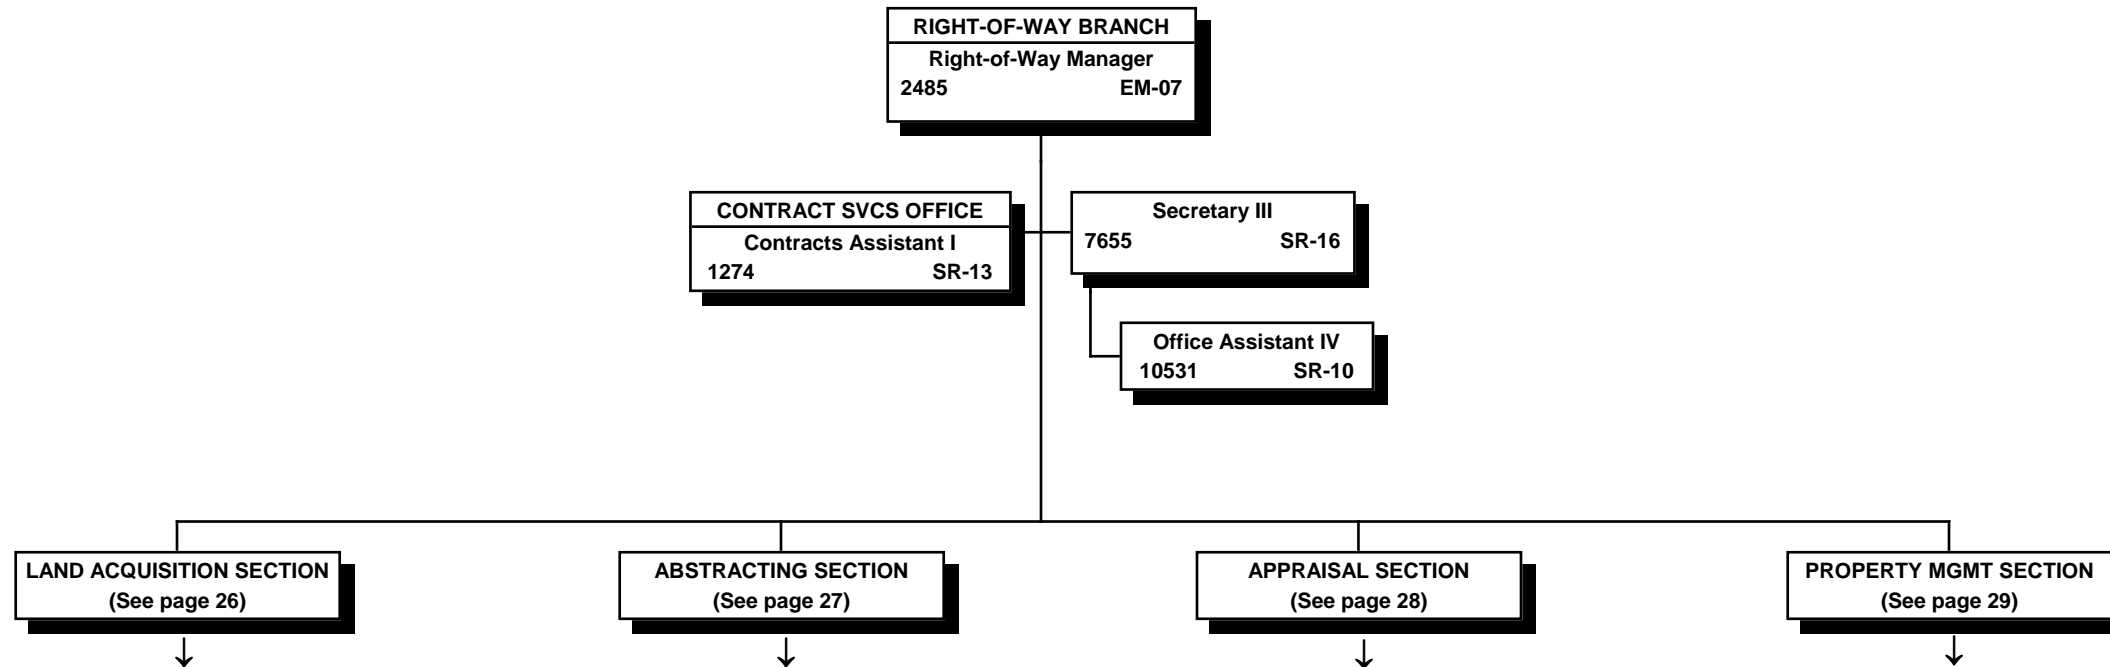 RIGHT-OF-WAY BRANCH
Right-of-Way Manager
2485 EM-07
CONTRACT SVCS OFFICE
Contracts Assistant I
1274 SR-13
Secretary III
7655 SR-16
Office Assistant IV
10531 SR-10
LAND ACQUISITION SECTION
(See page 26)
ABSTRACTING SECTION
(See page 27)
APPRAISAL SECTION
(See page 28)
PROPERTY MGMT SECTION
(See page 29)